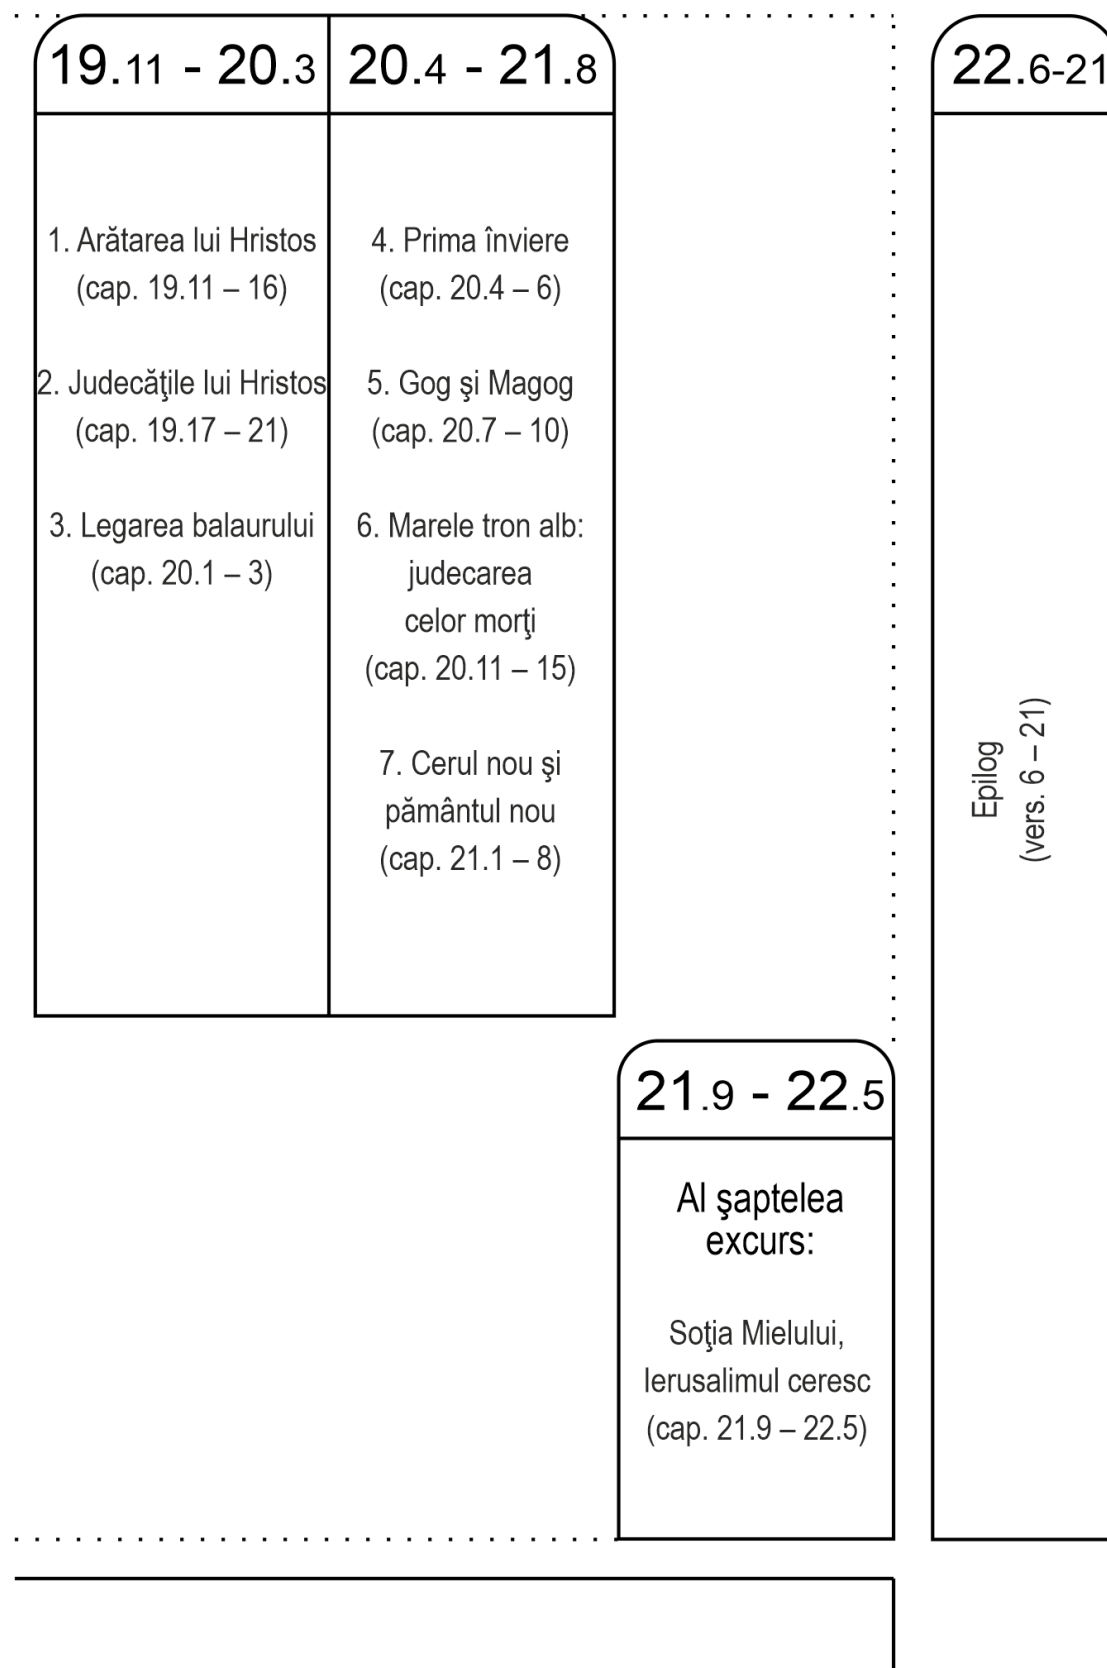 19.11 - 20.3
1. Arătarea lui Hristos
(cap. 19.11 – 16)
2. Judecăţile lui Hristos
(cap. 19.17 – 21)
3. Legarea balaurului
(cap. 20.1 – 3)
20.4 - 21.8
4. Prima înviere
(cap. 20.4 – 6)
5. Gog şi Magog
(cap. 20.7 – 10)
6. Marele tron alb:
judecarea
celor morţi
(cap. 20.11 – 15)
7. Cerul nou şi
pământul nou
(cap. 21.1 – 8)
21.9 - 22.5
Al şaptelea
excurs:
Soţia Mielului,
Ierusalimul ceresc
(cap. 21.9 – 22.5)
22.6-21
Epilog
(vers. 6 – 21)